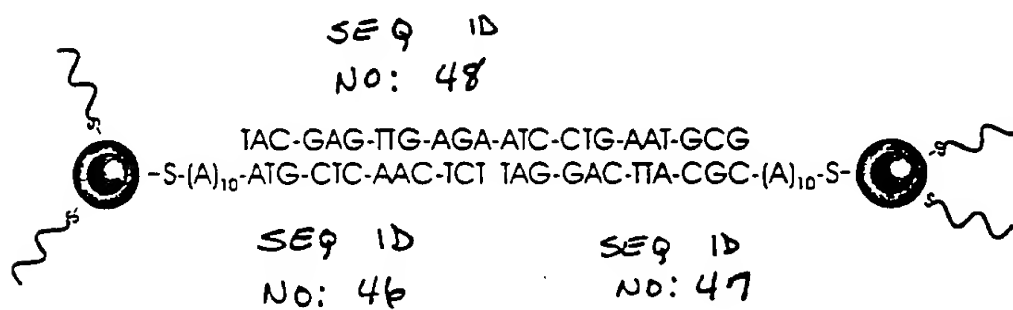 SEQ ID
NO: 48
S
TAC-GAG-TTG-AGA-ATC-CTG-AAT-GCG
-S-(A)10-ATG-CTC-AAC-TCT TAG-GAC-TTA-CGC-(A)10-S-
S
S
S
SEQ ID
NO: 46
SEQ ID
NO: 47